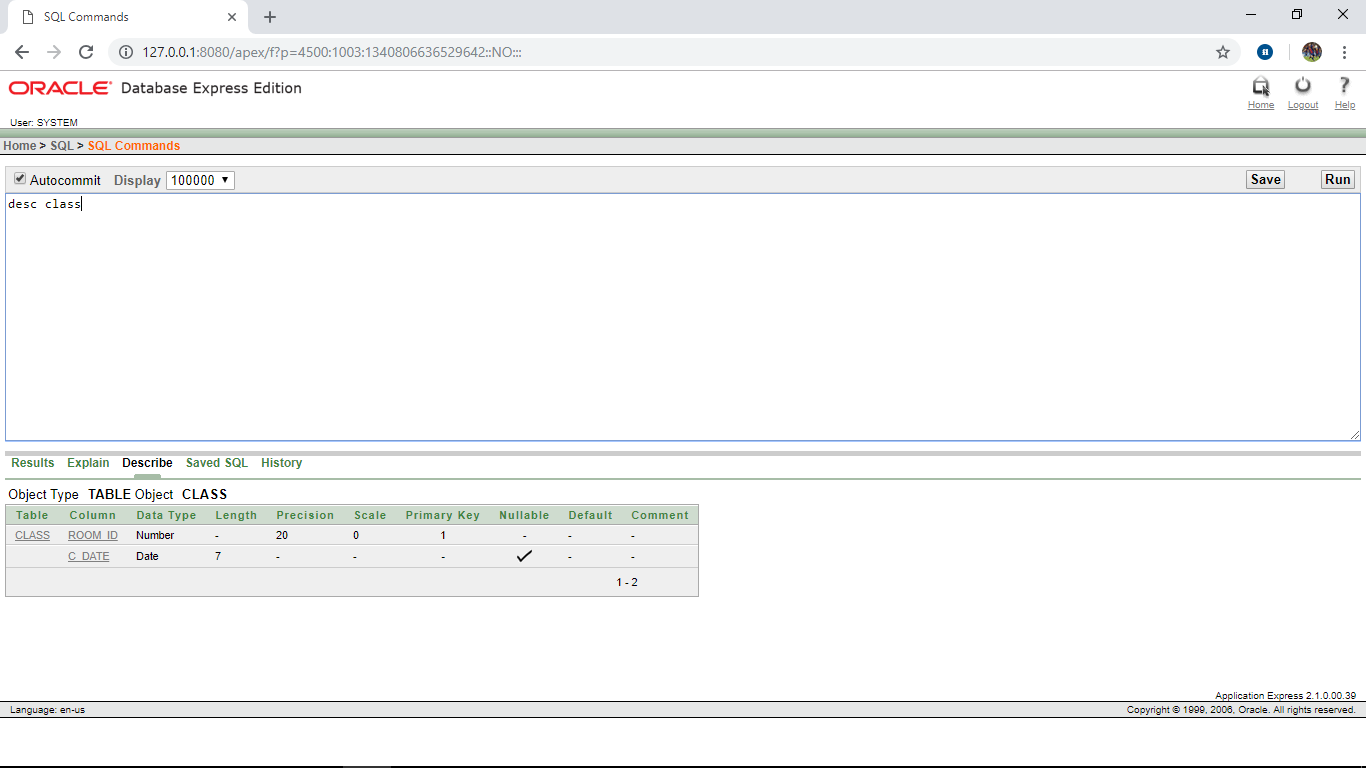 SQL Commands
127.0.0.1:8080/apex/f?p=4500:1003:1340806636529642::NO:::
ORACLE Database Express Edition
Home Logout Help
User: SYSTEM
Home > SQL > SQL Commands
Autocommit Display 100000 Save Run
desc class
Results Explain Describe Saved SQL History
Object Type TABLE Object CLASS
Table Column Data Type Length Precision Scale Primary Key Nullable Default Comment
CLASS ROOM_ID Number - 20 0 1 - - -
C_DATE Date 7 - - - ✓ - -
1 - 2
Application Express 2.1.0.00.39
Language: en-us Copyright © 1999, 2006, Oracle. All rights reserved.